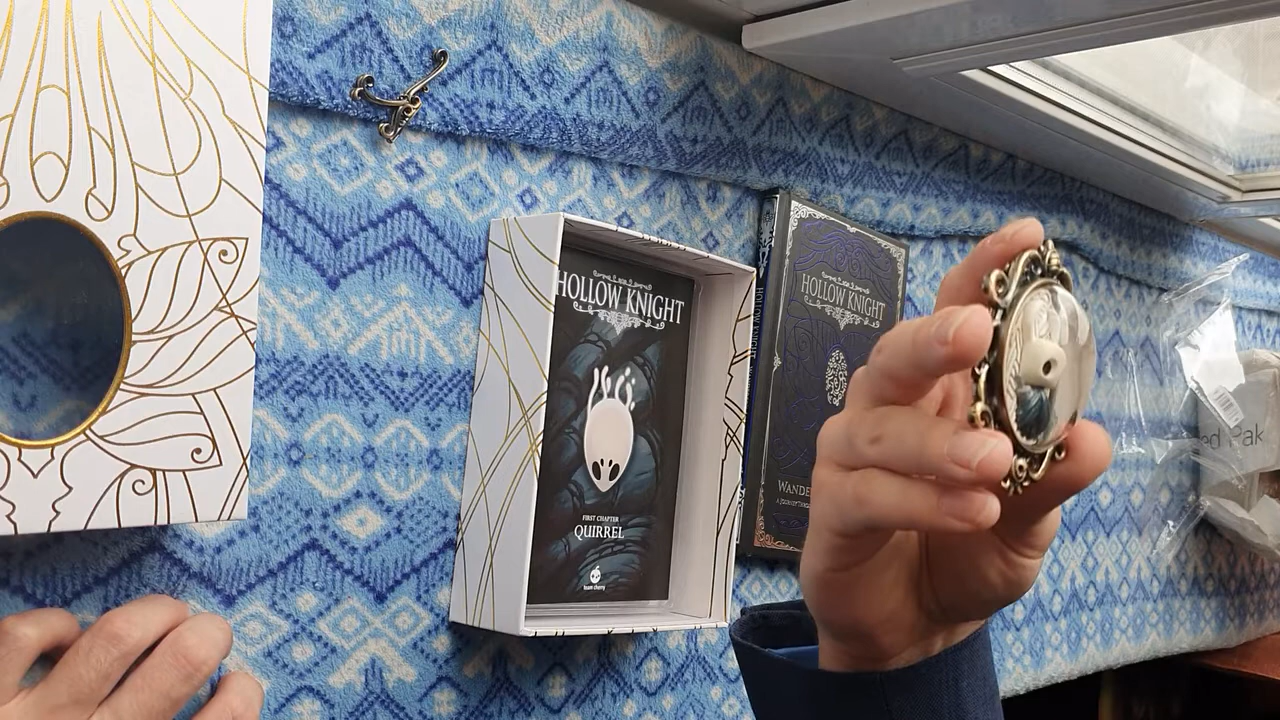 HOLLOW KNIGHT
FIRST CHAPTER
QUIRREL
team cherry
HOLLOW KNIGHT
HOLLOW KNIGHT
WANDE
ed Pak